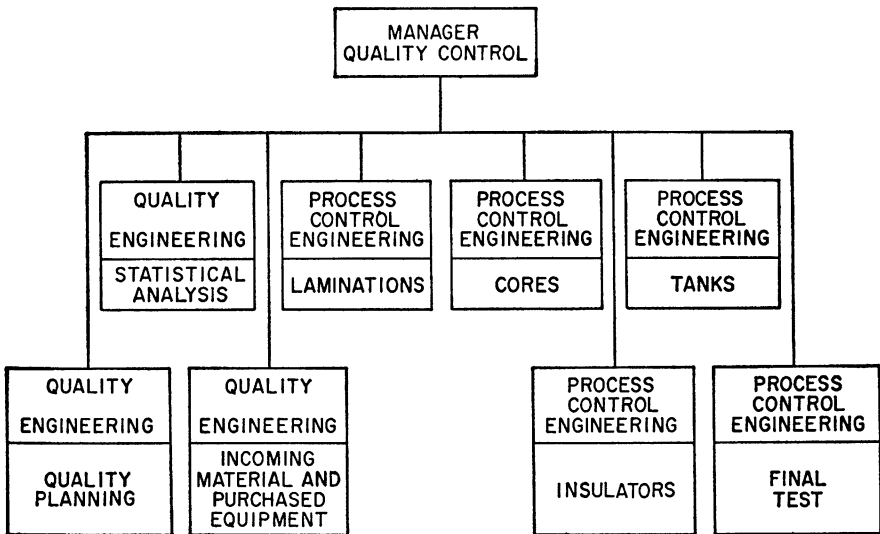 MANAGER
QUALITY CONTROL
QUALITY
ENGINEERING
STATISTICAL
ANALYSIS
PROCESS
CONTROL
ENGINEERING
LAMINATIONS
PROCESS
CONTROL
ENGINEERING
CORES
PROCESS
CONTROL
ENGINEERING
TANKS
QUALITY
ENGINEERING
QUALITY
PLANNING
QUALITY
ENGINEERING
INCOMING
MATERIAL AND
PURCHASED
EQUIPMENT
PROCESS
CONTROL
ENGINEERING
INSULATORS
PROCESS
CONTROL
ENGINEERING
FINAL
TEST